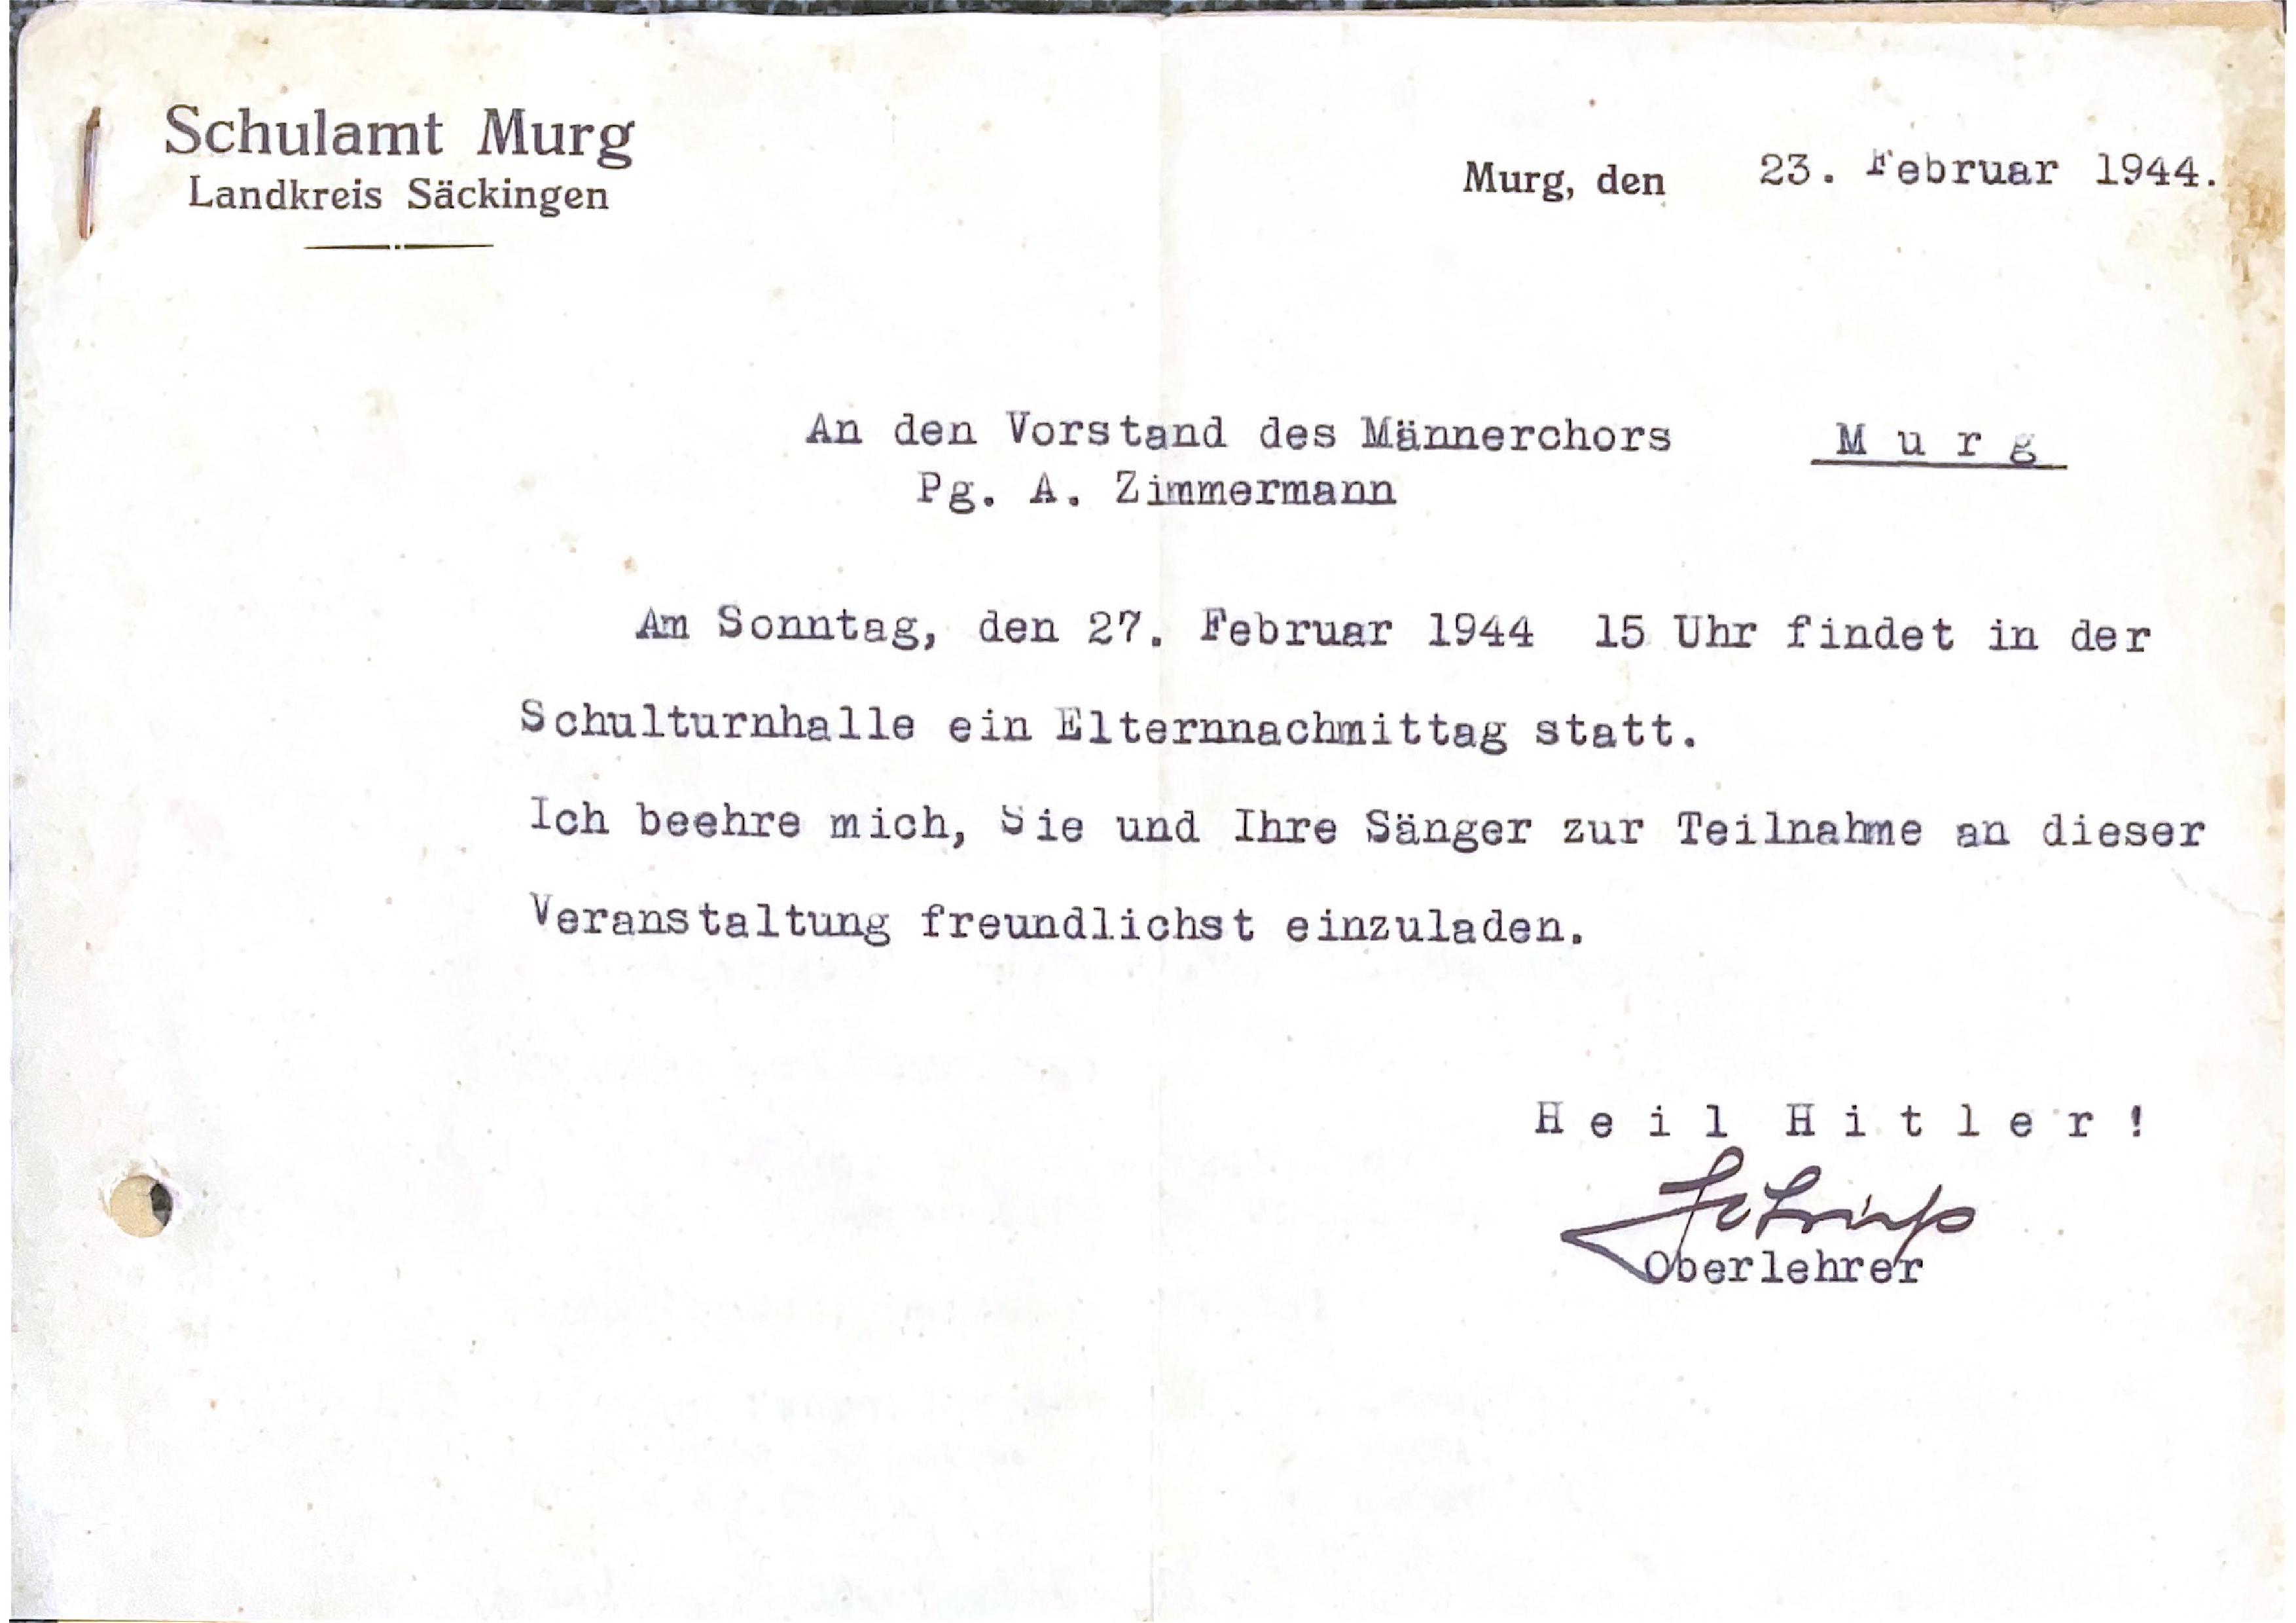 Schulamt Murg
Landkreis Säckingen
Murg, den 23. Februar 1944.
An den Vorstand des Männerchors M u r g
Pg. A. Zimmermann
Am Sonntag, den 27. Februar 1944 15 Uhr findet in der
Schulturnhalle ein Elternnachmittag statt.
Ich beehre mich, Sie und Ihre Sänger zur Teilnahme an dieser
Veranstaltung freundlichst einzuladen.
H e i l H i t l e r !
Oberlehrer